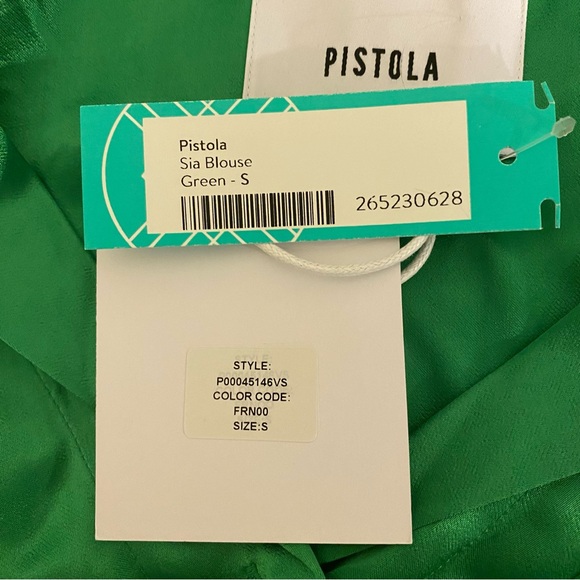 PISTOLA
Pistola
Sia Blouse
Green - S
265230628
STYLE:
P00045146VS
COLOR CODE:
FRN00
SIZE:S